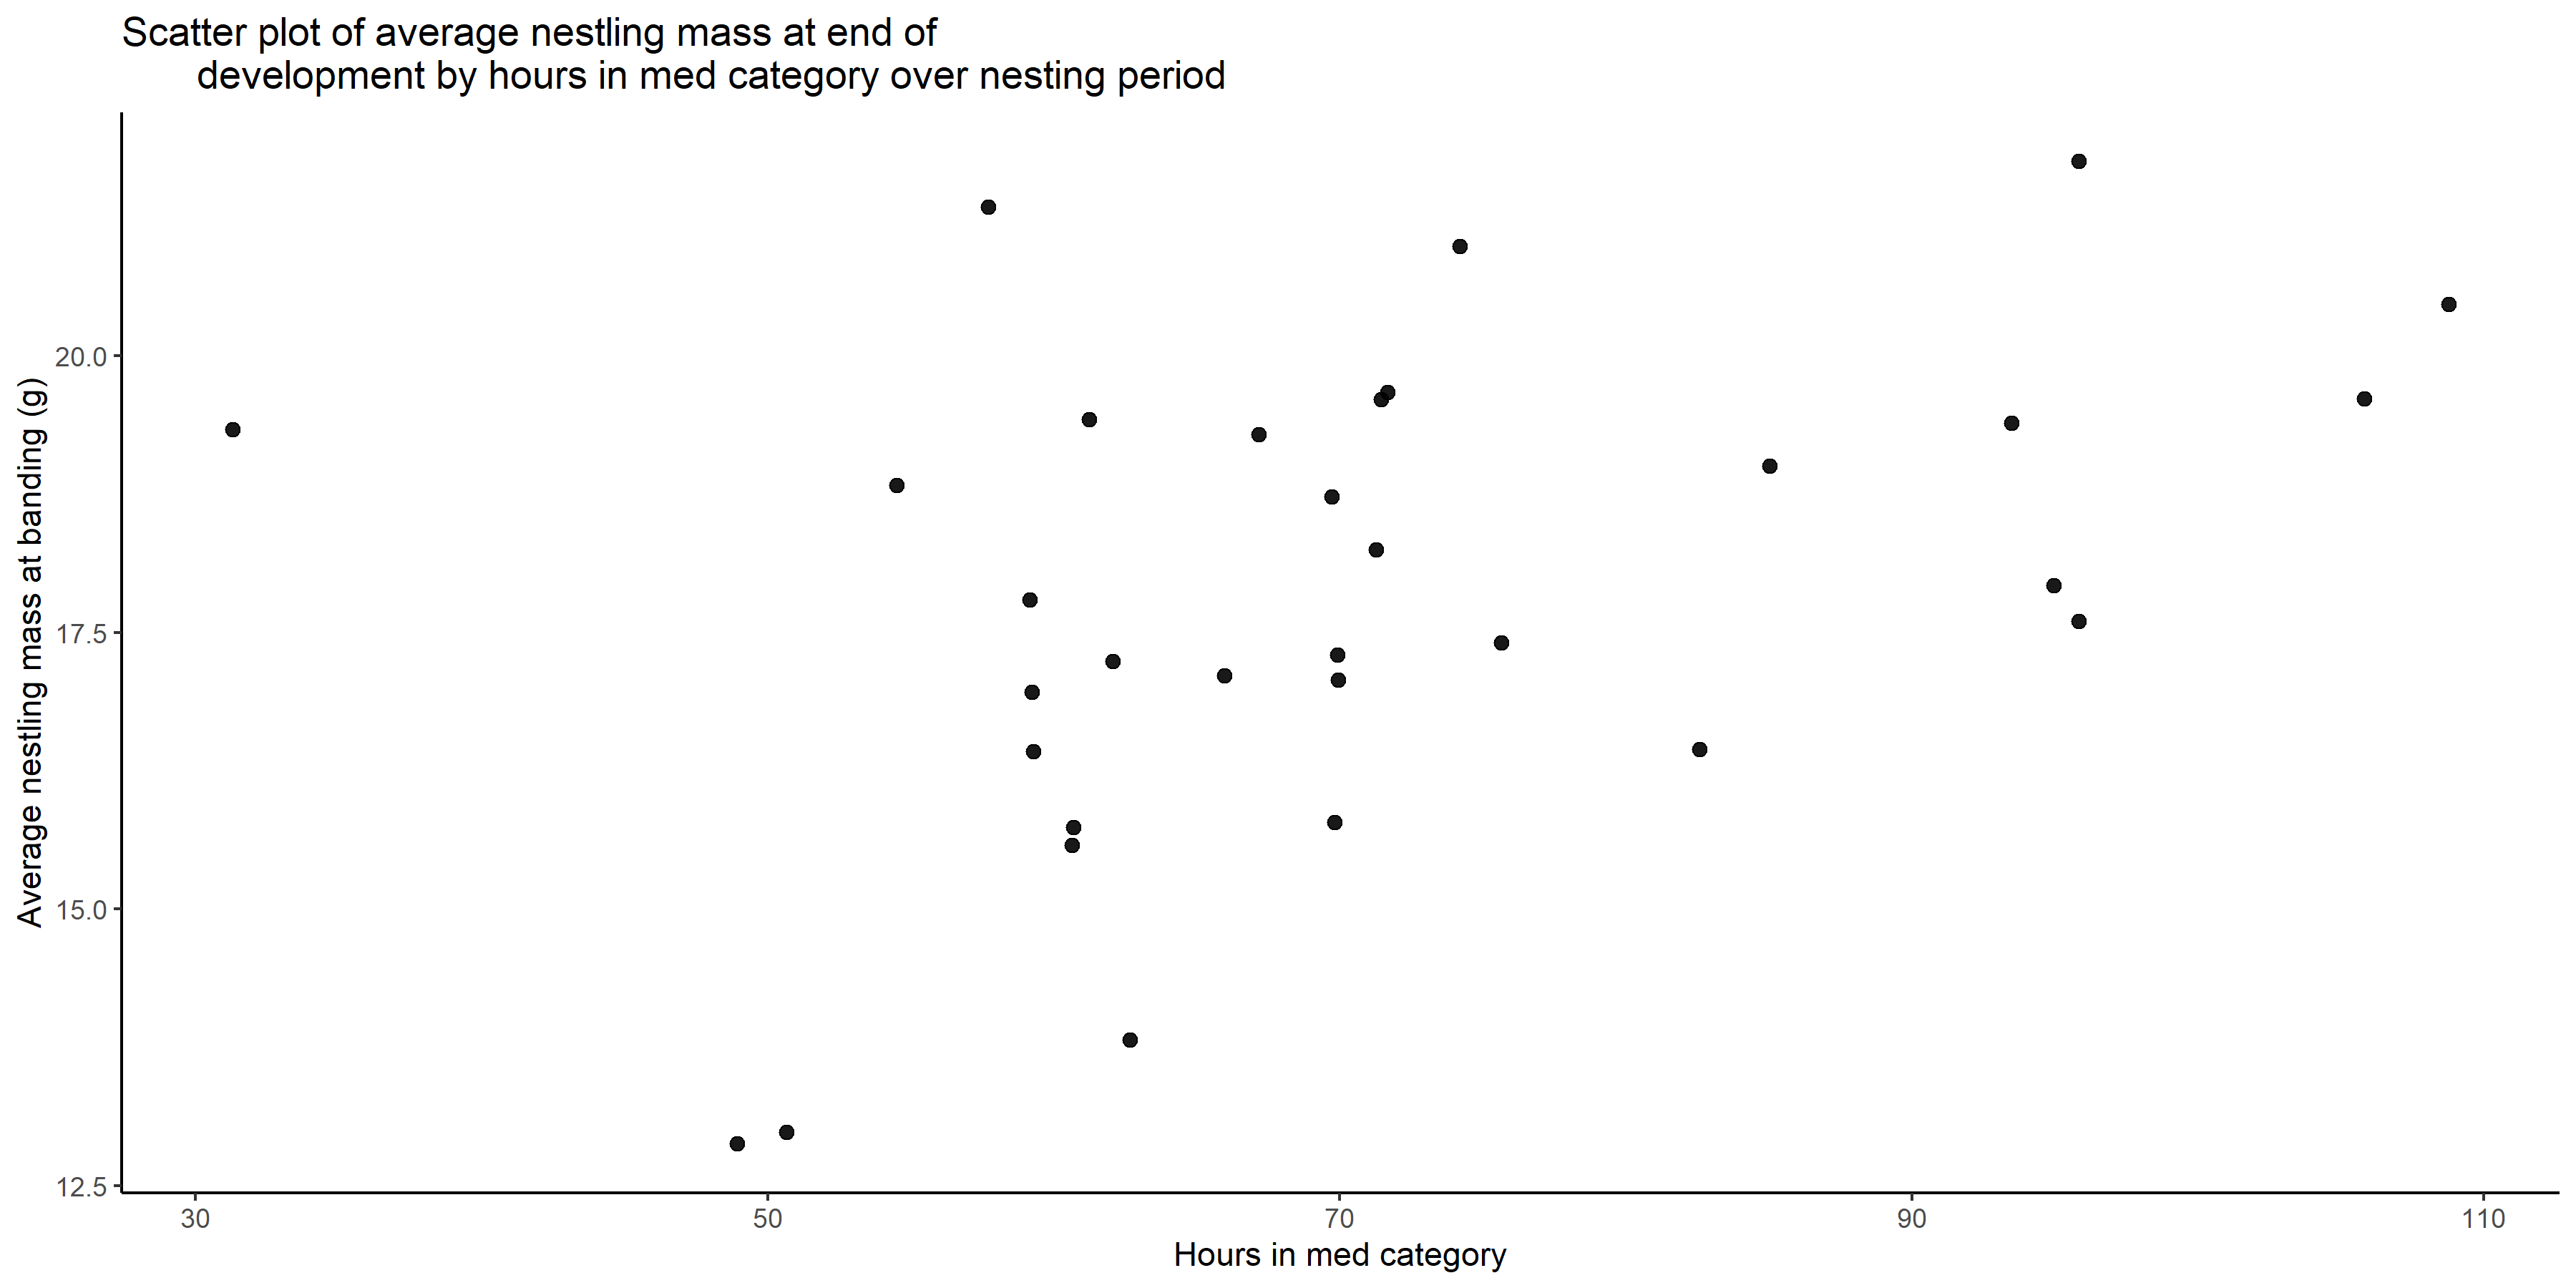 Scatter plot of average nestling mass at end of
development by hours in med category over nesting period
Average nestling mass at banding (g)
20.0
17.5
15.0
12.5
30
50
70
90
110
Hours in med category